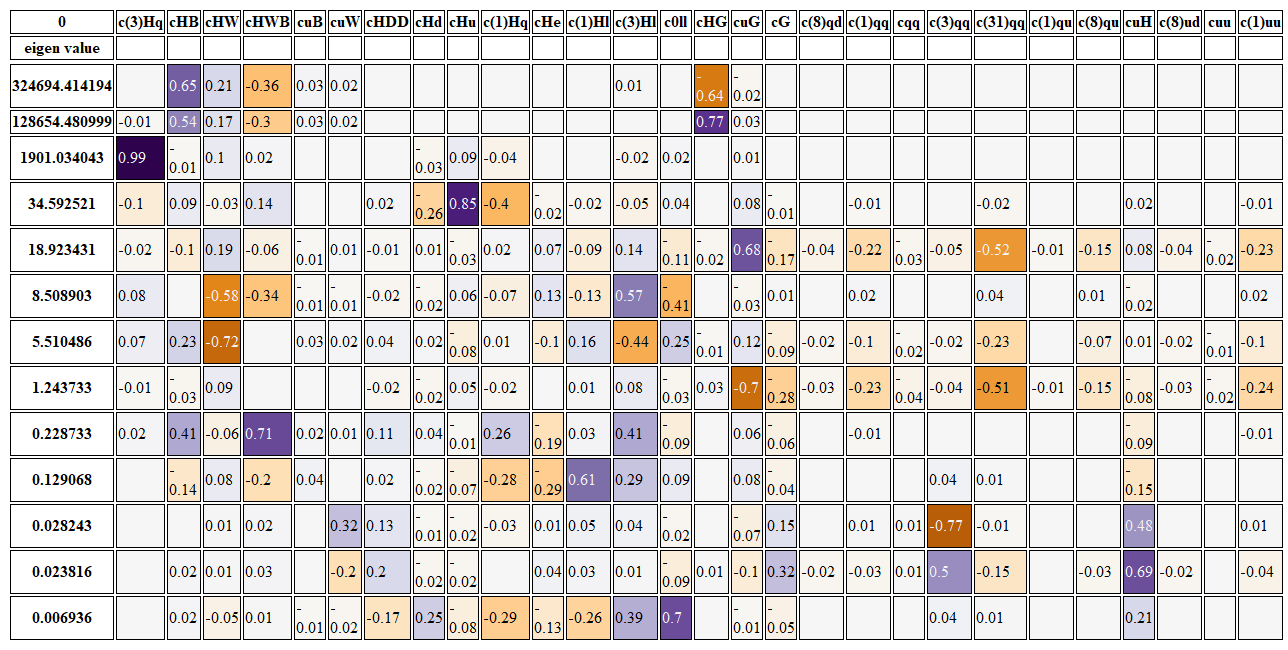 0 c(3)Hq cHB cHW cHWB cuB cuW cHDD cHd cHu c(1)Hq cHe c(1)Hl c(3)Hl c0ll cHG cuG cG c(8)qd c(1)qq cqq c(3)qq c(31)qq c(1)qu c(8)qu cuH c(8)ud cuu c(1)uu
eigen value
324694.414194 0.65 0.21 -0.36 0.03 0.02 0.01 -0.64 -0.02
128654.480999 -0.01 0.54 0.17 -0.3 0.03 0.02 0.77 0.03
1901.034043 0.99 -0.01 0.1 0.02 -0.03 0.09 -0.04 -0.02 0.02 0.01
34.592521 -0.1 0.09 -0.03 0.14 0.02 -0.26 0.85 -0.4 -0.02 -0.02 -0.05 0.04 0.08 -0.01 -0.01 -0.02 0.02 -0.01
18.923431 -0.02 -0.1 0.19 -0.06 -0.01 0.01 -0.01 0.01 -0.03 0.02 0.07 -0.09 0.14 -0.11 -0.02 0.68 -0.17 -0.04 -0.22 -0.03 -0.05 -0.52 -0.01 -0.15 0.08 -0.04 -0.02 -0.23
8.508903 0.08 -0.58 -0.34 -0.01 -0.01 -0.02 -0.02 0.06 -0.07 0.13 -0.13 0.57 -0.41 -0.03 0.01 0.02 0.04 0.01 -0.02 0.02
5.510486 0.07 0.23 -0.72 0.03 0.02 0.04 0.02 -0.08 0.01 -0.1 0.16 -0.44 0.25 -0.01 0.12 -0.09 -0.02 -0.1 -0.02 -0.02 -0.23 -0.07 0.01 -0.02 -0.01 -0.1
1.243733 -0.01 -0.03 0.09 -0.02 -0.02 0.05 -0.02 0.01 0.08 -0.03 0.03 -0.7 -0.28 -0.03 -0.23 -0.04 -0.04 -0.51 -0.01 -0.15 -0.08 -0.03 -0.02 -0.24
0.228733 0.02 0.41 -0.06 0.71 0.02 0.01 0.11 0.04 -0.01 0.26 -0.19 0.03 0.41 -0.09 0.06 -0.06 -0.01 -0.09 -0.01
0.129068 -0.14 0.08 -0.2 0.04 0.02 -0.02 -0.07 -0.28 -0.29 0.61 0.29 0.09 0.08 -0.04 0.04 0.01 -0.15
0.028243 0.01 0.02 0.32 0.13 -0.01 -0.02 -0.03 0.01 0.05 0.04 -0.02 -0.07 0.15 0.01 0.01 -0.77 -0.01 0.48 0.01
0.023816 0.02 0.01 0.03 -0.2 0.2 -0.02 -0.02 0.04 0.03 0.01 -0.09 0.01 -0.1 0.32 -0.02 -0.03 0.01 0.5 -0.15 -0.03 0.69 -0.02 -0.04
0.006936 0.02 -0.05 0.01 -0.01 -0.02 -0.17 0.25 -0.08 -0.29 -0.13 -0.26 0.39 0.7 -0.01 -0.05 0.04 0.01 0.21